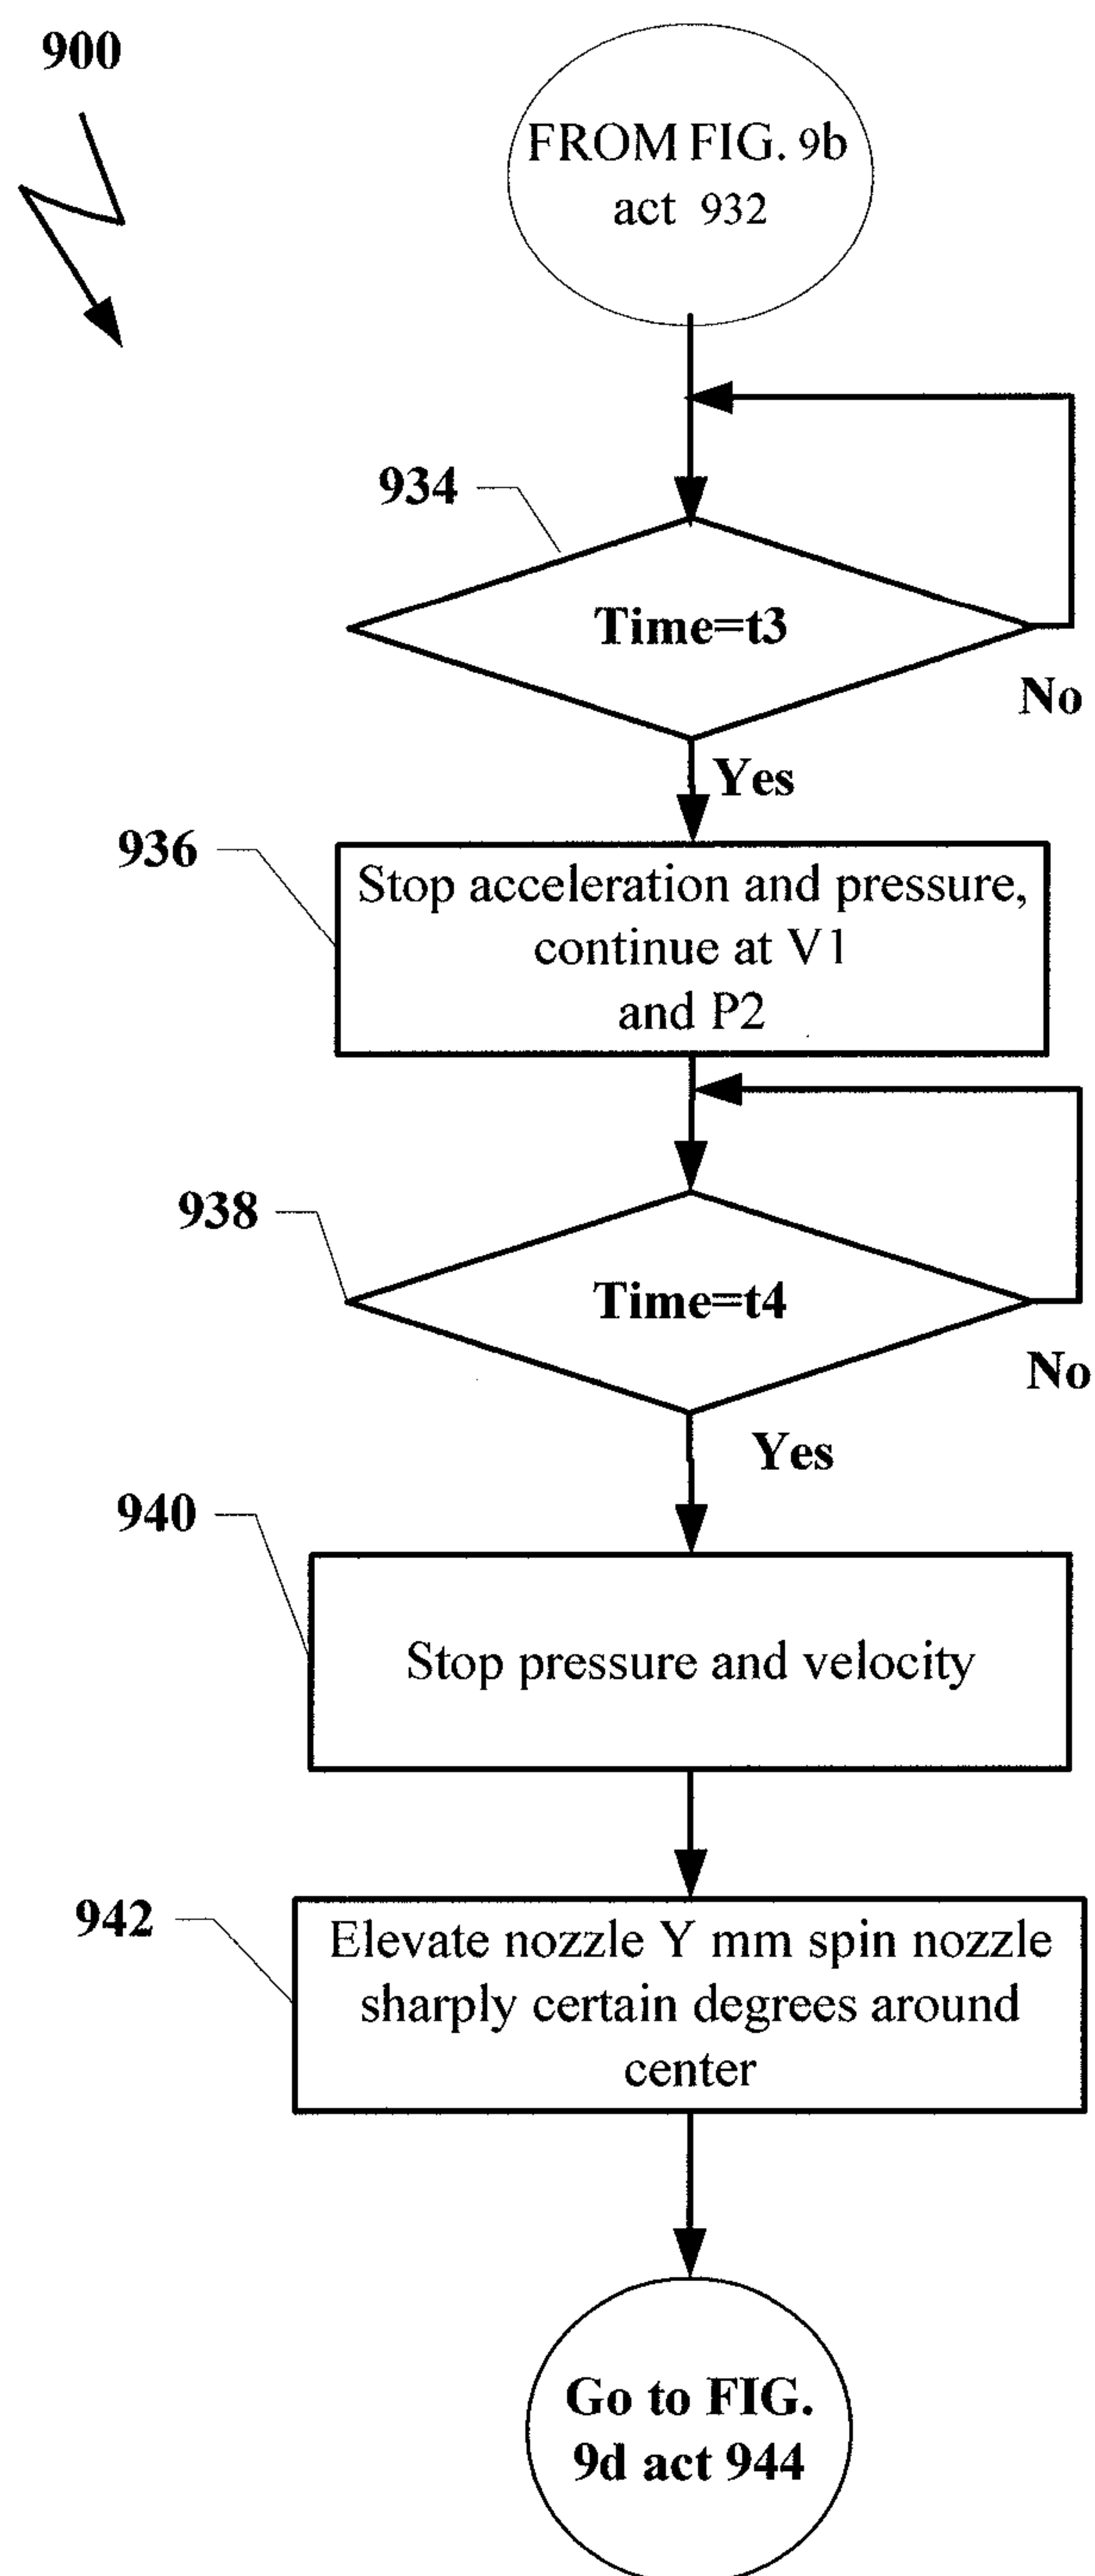 900
FROM FIG. 9b
act 932
934
Time=t3
No
Yes
936
Stop acceleration and pressure,
continue at V1
and P2
938
Time=t4
No
Yes
940
Stop pressure and velocity
942
Elevate nozzle Y mm spin nozzle
sharply certain degrees around
center
Go to FIG.
9d act 944